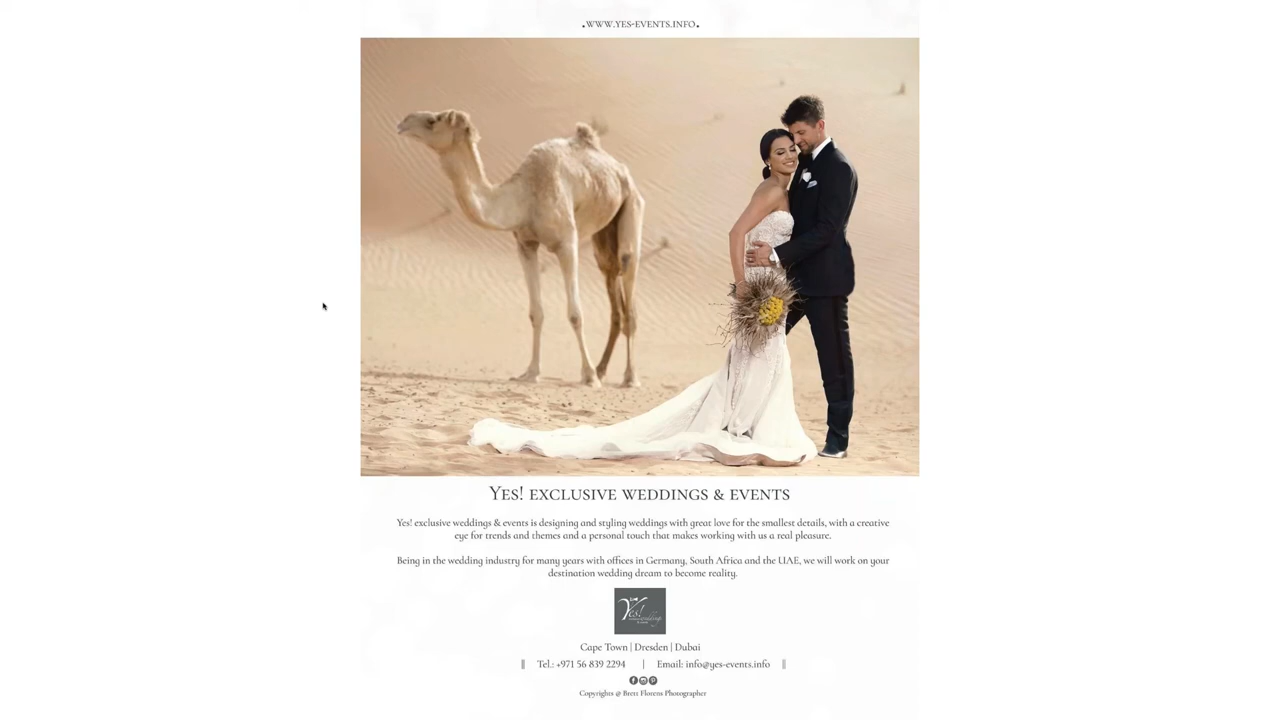 .WWW.YES-EVENTS.INFO.
YES! EXCLUSIVE WEDDINGS & EVENTS
Yes! exclusive weddings & events is designing and styling weddings with great love for the smallest details, with a creative
eye for trends and themes and a personal touch that makes working with us a real pleasure.
Being in the wedding industry for many years with offices in Germany, South Africa and the UAE, we will work on your
destination wedding dream to become reality.
Yes!
Cape Town | Dresden | Dubai
|| Tel.: +971 56 839 2294 | Email: info@yes-events.info ||
Copyrights @ Brett Florens Photographer